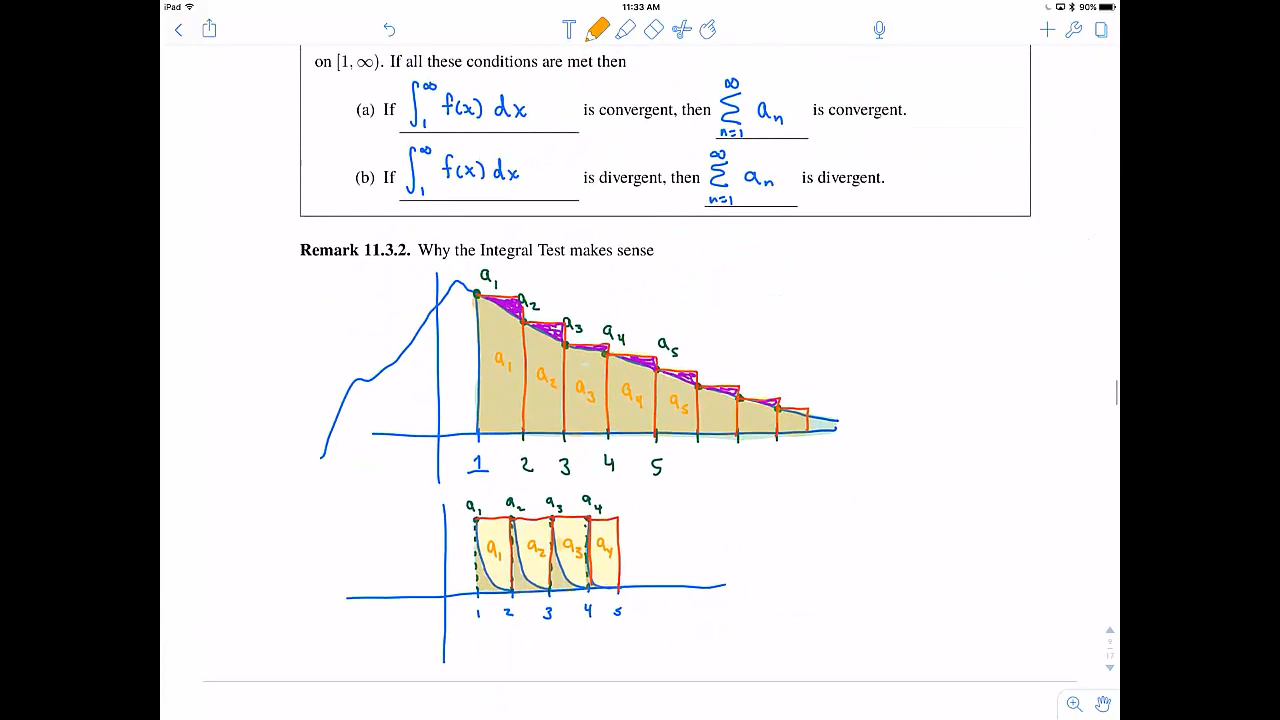 iPad 11:33 AM 90%
T
on [1, ∞). If all these conditions are met then
(a) If ∫₁^∞ f(x) dx is convergent, then ∑_{n=1}^∞ aₙ is convergent.
(b) If ∫₁^∞ f(x) dx is divergent, then ∑_{n=1}^∞ aₙ is divergent.
Remark 11.3.2. Why the Integral Test makes sense
a₁ a₂ a₃ a₄ a₅
a₁ a₂ a₃ a₄ a₅
1 2 3 4 5
a₁ a₂ a₃ a₄
a₁ a₂ a₃ a₄
1 2 3 4 5
9
17